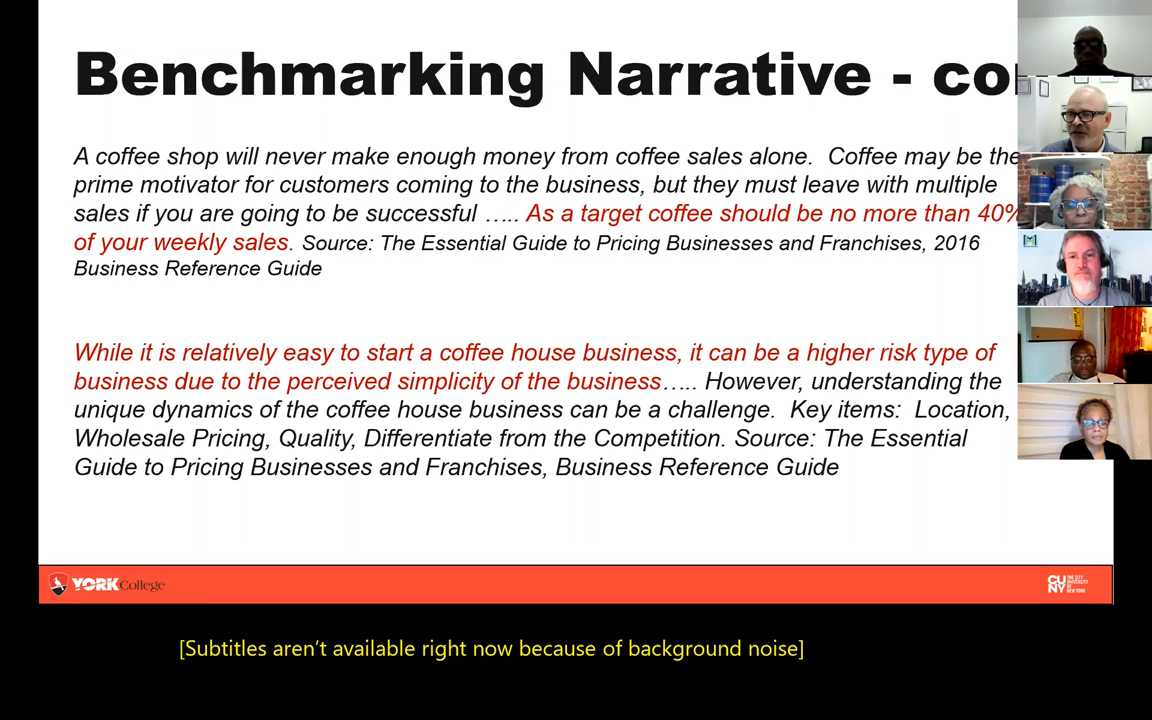 Benchmarking Narrative - co
A coffee shop will never make enough money from coffee sales alone. Coffee may be the
prime motivator for customers coming to the business, but they must leave with multiple
sales if you are going to be successful ….. As a target coffee should be no more than 40%
of your weekly sales. Source: The Essential Guide to Pricing Businesses and Franchises, 2016
Business Reference Guide
While it is relatively easy to start a coffee house business, it can be a higher risk type of
business due to the perceived simplicity of the business….. However, understanding the
unique dynamics of the coffee house business can be a challenge. Key items: Location,
Wholesale Pricing, Quality, Differentiate from the Competition. Source: The Essential
Guide to Pricing Businesses and Franchises, Business Reference Guide
YORK College
CUNY THE CITY UNIVERSITY OF NEW YORK
[Subtitles aren't available right now because of background noise]